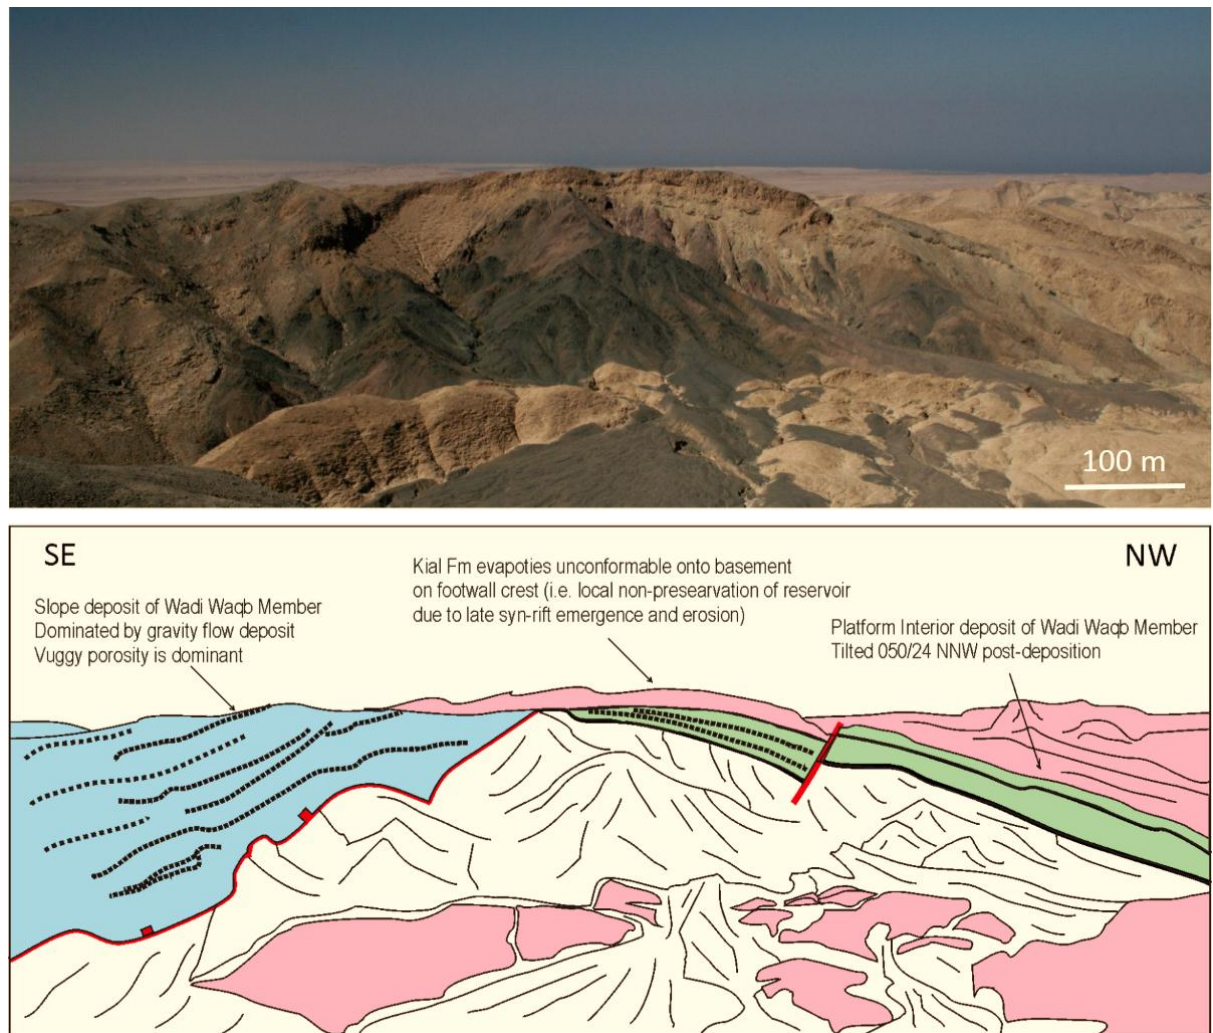 100 m
SE
NW
Kial Fm evapoties unconformable onto basement
on footwall crest (i.e. local non-presearvation of reservoir
due to late syn-rift emergence and erosion)
Slope deposit of Wadi Waqb Member
Dominated by gravity flow deposit
Vuggy porosity is dominant
Platform Interior deposit of Wadi Waqb Member
Tilted 050/24 NNW post-deposition